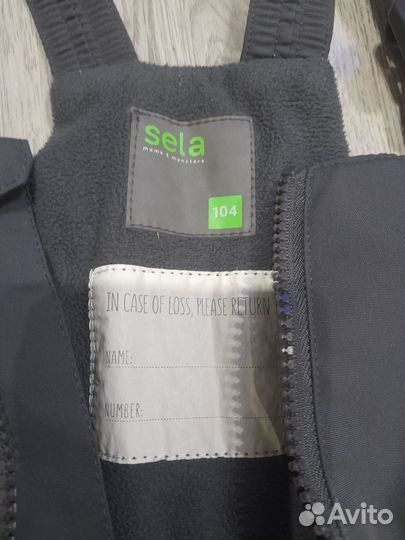 sela
moms & monsters
104
IN CASE OF LOSS, PLEASE RETURN
NAME:
NUMBER:
Avito